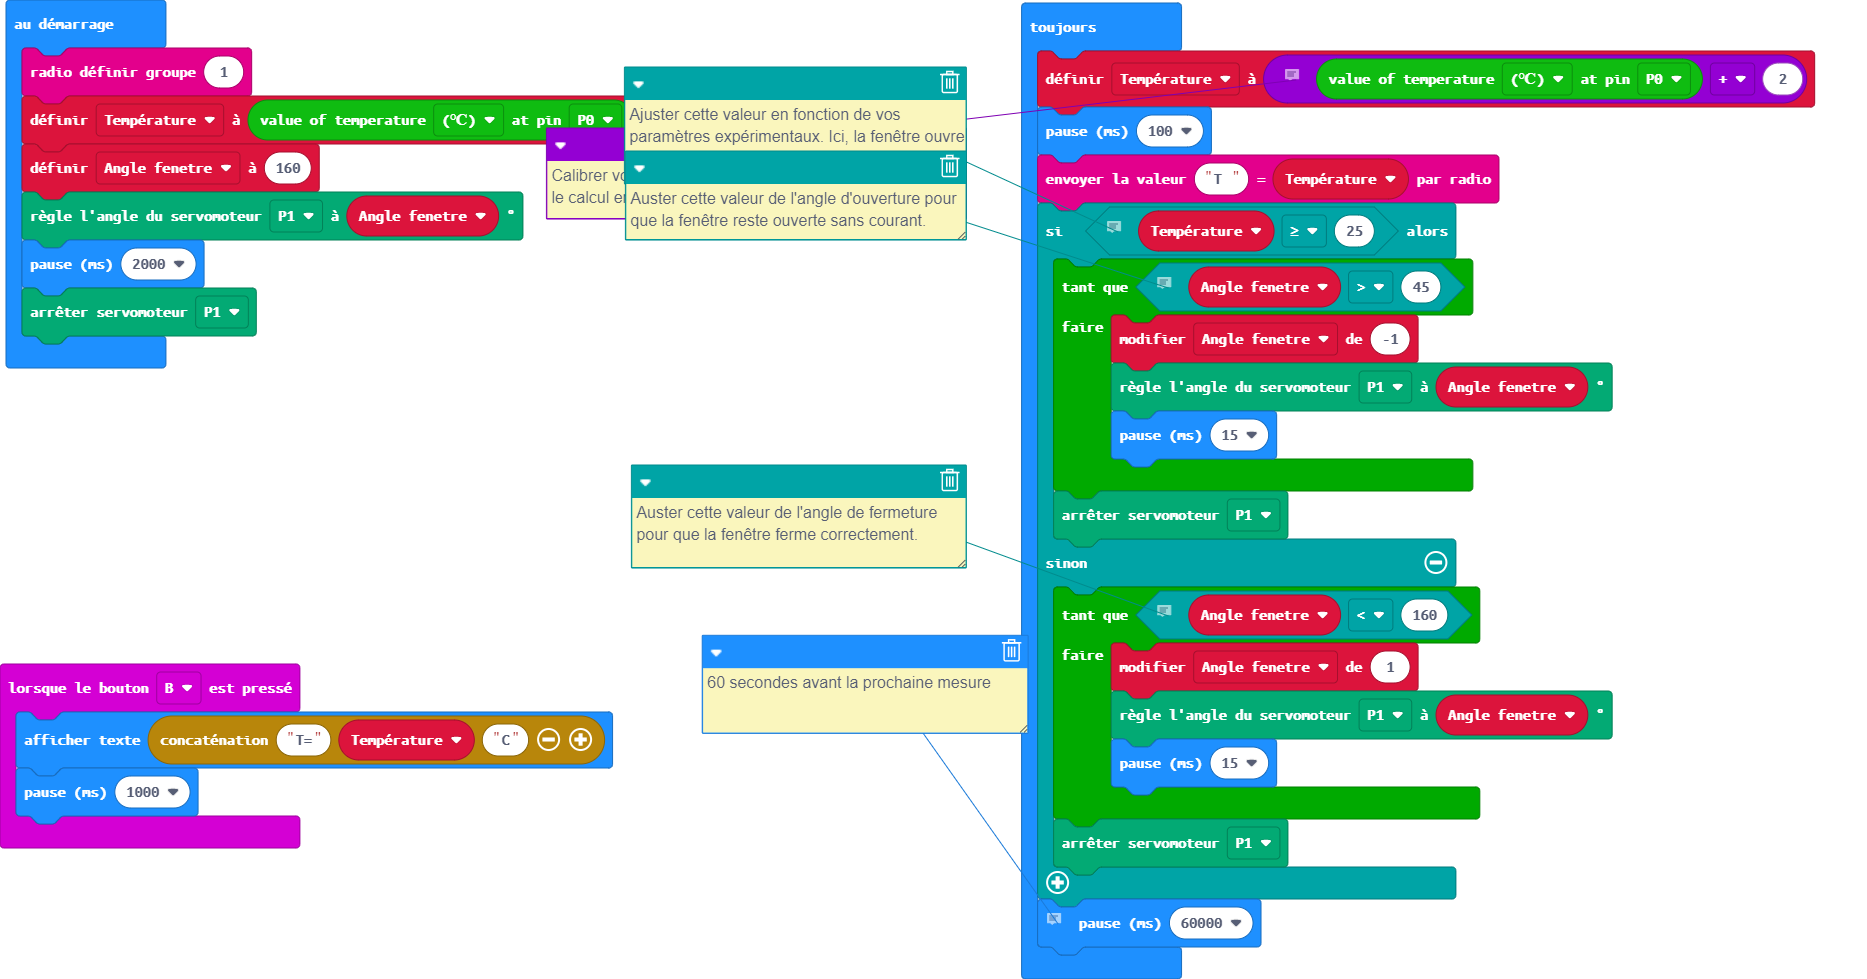 au démarrage
radio définir groupe 1
définir Température à value of temperature (℃) at pin P0
définir Angle fenetre à 160
règle l'angle du servomoteur P1 à Angle fenetre °
pause (ms) 2000
arrêter servomoteur P1
Calibrer
le calcul
Ajuster cette valeur en fonction de vos
paramètres expérimentaux. Ici, la fenêtre ouvre
Auster cette valeur de l'angle d'ouverture pour
que la fenêtre reste ouverte sans courant.
Auster cette valeur de l'angle de fermeture
pour que la fenêtre ferme correctement.
60 secondes avant la prochaine mesure
lorsque le bouton B est pressé
afficher texte concaténation "T=" Température "C"
pause (ms) 1000
toujours
définir Température à value of temperature (℃) at pin P0 + 2
pause (ms) 100
envoyer la valeur "T " = Température par radio
si Température ≥ 25 alors
tant que Angle fenetre > 45
faire
modifier Angle fenetre de -1
règle l'angle du servomoteur P1 à Angle fenetre °
pause (ms) 15
arrêter servomoteur P1
sinon
tant que Angle fenetre < 160
faire
modifier Angle fenetre de 1
règle l'angle du servomoteur P1 à Angle fenetre °
pause (ms) 15
arrêter servomoteur P1
pause (ms) 60000